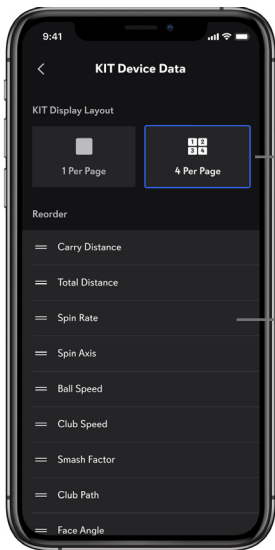 9:41
KIT Device Data
KIT Display Layout
1 2
3 4
1 Per Page
4 Per Page
Reorder
Carry Distance
Total Distance
Spin Rate
Spin Axis
Ball Speed
Club Speed
Smash Factor
Club Path
Face Angle